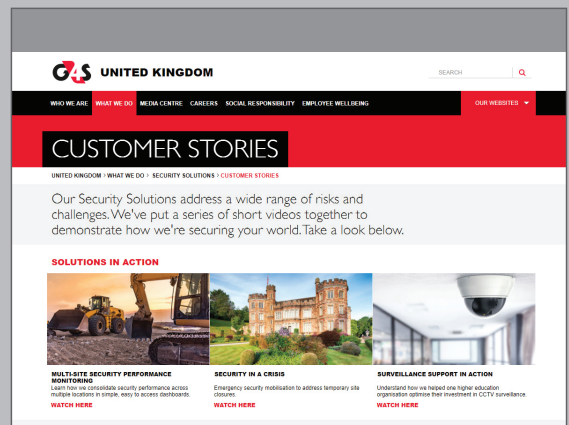 G4S UNITED KINGDOM
SEARCH
WHO WE ARE WHAT WE DO MEDIA CENTRE CAREERS SOCIAL RESPONSIBILITY EMPLOYEE WELLBEING OUR WEBSITES
CUSTOMER STORIES
UNITED KINGDOM > WHAT WE DO > SECURITY SOLUTIONS > CUSTOMER STORIES
Our Security Solutions address a wide range of risks and
challenges. We've put a series of short videos together to
demonstrate how we're securing your world. Take a look below.
SOLUTIONS IN ACTION
MULTI-SITE SECURITY PERFORMANCE
MONITORING
Learn how we consolidate security performance across
multiple locations in simple, easy to access dashboards.
WATCH HERE
SECURITY IN A CRISIS
Emergency security mobilisation to address temporary site
closures.
WATCH HERE
SURVEILLANCE SUPPORT IN ACTION
Understand how we helped one higher education
organisation optimise their investment in CCTV surveillance.
WATCH HERE